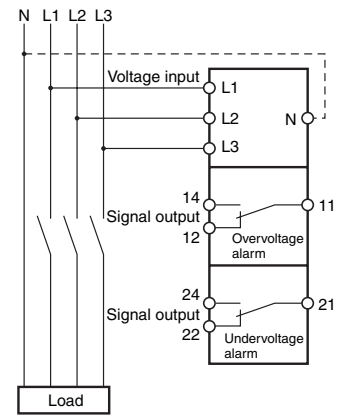 N L1 L2 L3
Voltage input
L1
L2
N
L3
14
11
Signal output
12
Overvoltage
alarm
24
21
Signal output
22
Undervoltage
alarm
Load